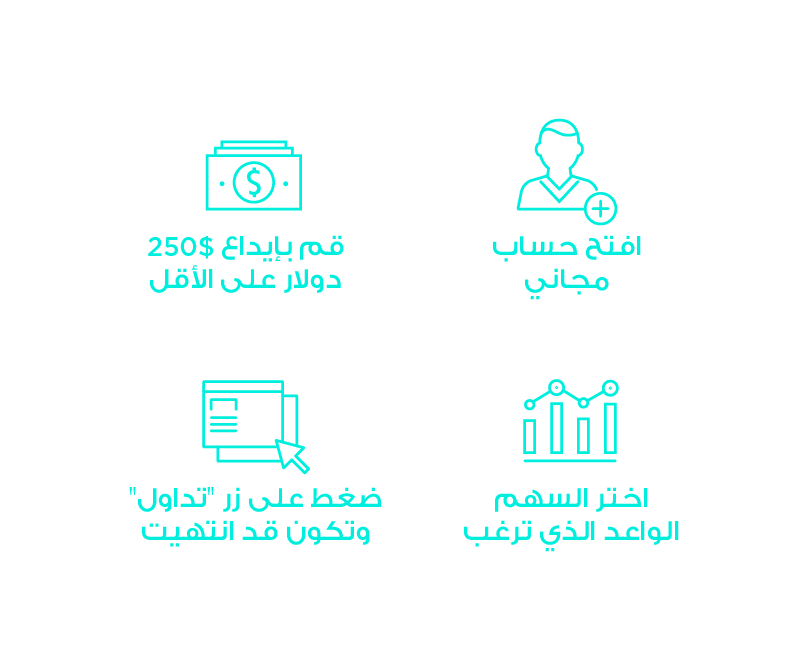 افتح حساب
مجاني
قم بإيداع $250
دولار على الأقل
اختر السهم
الواعد الذي ترغب
ضغط على زر "تداول"
وتكون قد انتهيت